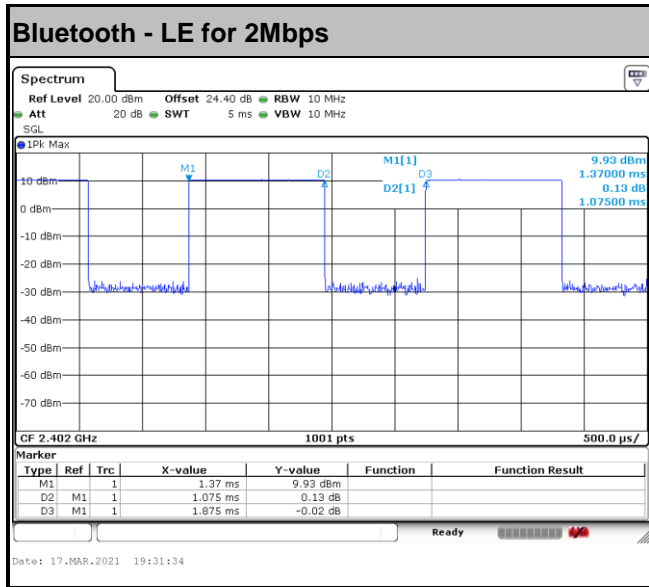 Bluetooth - LE for 2Mbps
Spectrum
Ref Level 20.00 dBm Offset 24.40 dB RBW 10 MHz
Att 20 dB SWT 5 ms VBW 10 MHz
SGL
1Pk Max
M1[1] 9.93 dBm
1.37000 ms
D2[1] 0.13 dB
1.07500 ms
M1
D2
D3
10 dBm
0 dBm
-10 dBm
-20 dBm
-30 dBm
-40 dBm
-50 dBm
-60 dBm
-70 dBm
CF 2.402 GHz 1001 pts 500.0 µs/
Marker
Type Ref Trc X-value Y-value Function Function Result
M1 1 1.37 ms 9.93 dBm
D2 M1 1 1.075 ms 0.13 dB
D3 M1 1 1.875 ms -0.02 dB
Ready
Date: 17.MAR.2021 19:31:34